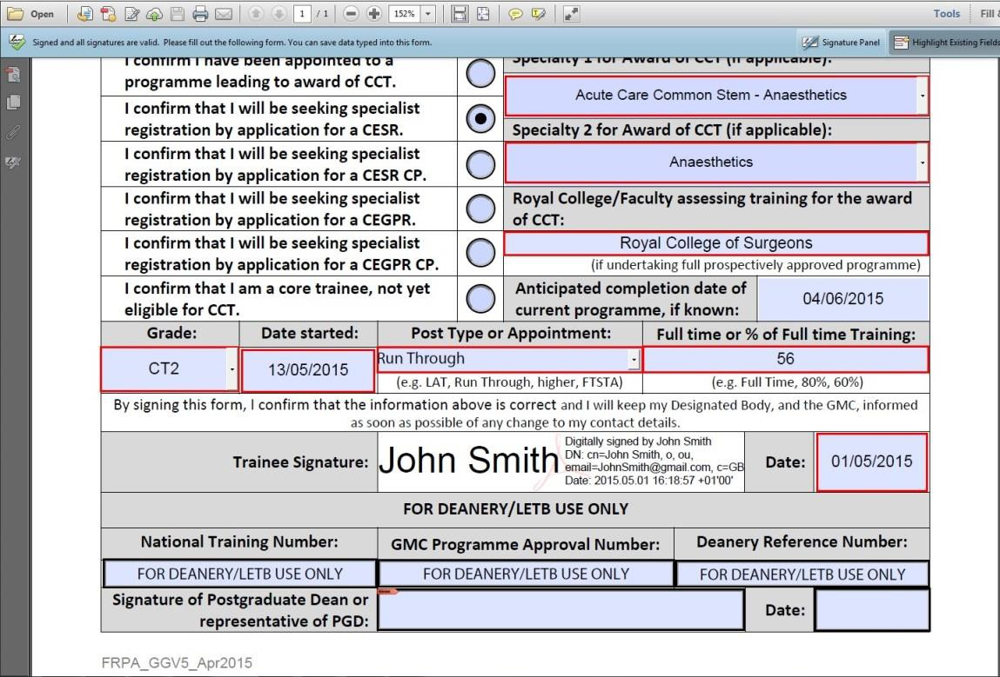 Open
1 / 1
152%
Tools
Fill &
Signed and all signatures are valid. Please fill out the following form. You can save data typed into this form.
Signature Panel
Highlight Existing Fields
I confirm I have been appointed to a
programme leading to award of CCT.
Specialty 1 for Award of CCT (if applicable):
Acute Care Common Stem - Anaesthetics
I confirm that I will be seeking specialist
registration by application for a CESR.
Specialty 2 for Award of CCT (if applicable):
I confirm that I will be seeking specialist
registration by application for a CESR CP.
Anaesthetics
I confirm that I will be seeking specialist
registration by application for a CEGPR.
Royal College/Faculty assessing training for the award
of CCT:
I confirm that I will be seeking specialist
registration by application for a CEGPR CP.
Royal College of Surgeons
(if undertaking full prospectively approved programme)
I confirm that I am a core trainee, not yet
eligible for CCT.
Anticipated completion date of
current programme, if known:
04/06/2015
Grade:
Date started:
Post Type or Appointment:
Full time or % of Full time Training:
CT2
13/05/2015
Run Through
56
(e.g. LAT, Run Through, higher, FTSTA)
(e.g. Full Time, 80%, 60%)
By signing this form, I confirm that the information above is correct and I will keep my Designated Body, and the GMC, informed
as soon as possible of any change to my contact details.
Trainee Signature:
John Smith
Digitally signed by John Smith
DN: cn=John Smith, o, ou,
email=JohnSmith@gmail.com, c=GB
Date: 2015.05.01 16:18:57 +01'00'
Date:
01/05/2015
FOR DEANERY/LETB USE ONLY
National Training Number:
GMC Programme Approval Number:
Deanery Reference Number:
FOR DEANERY/LETB USE ONLY
FOR DEANERY/LETB USE ONLY
FOR DEANERY/LETB USE ONLY
Signature of Postgraduate Dean or
representative of PGD:
Date:
FRPA_GGV5_Apr2015